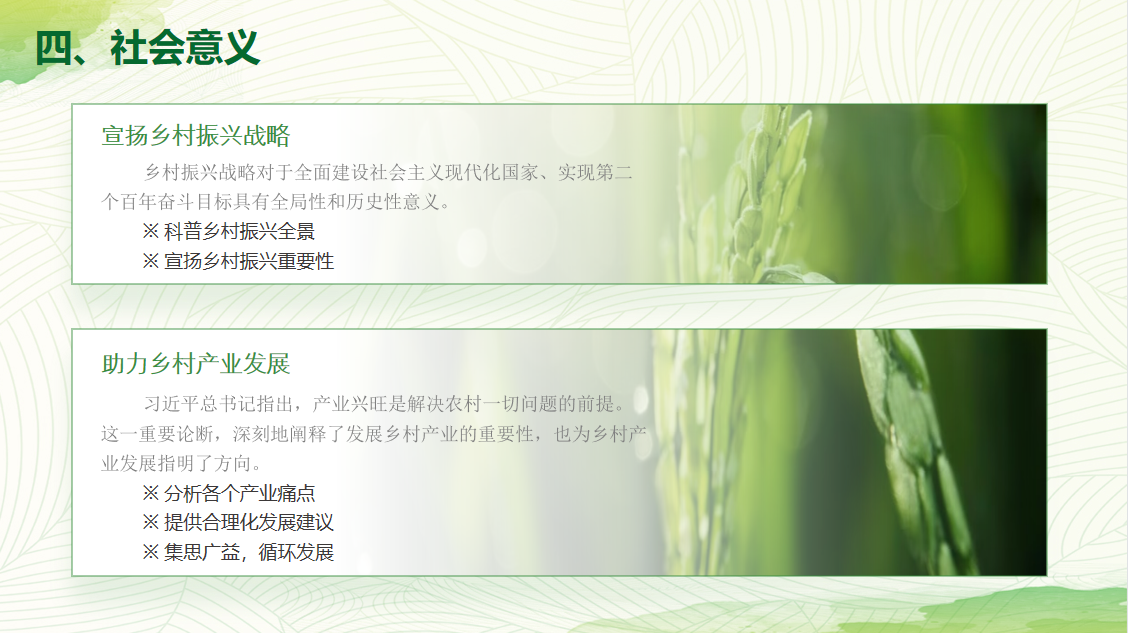 四、社会意义
宣扬乡村振兴战略
乡村振兴战略对于全面建设社会主义现代化国家、实现第二
个百年奋斗目标具有全局性和历史性意义。
※ 科普乡村振兴全景
※ 宣扬乡村振兴重要性
助力乡村产业发展
习近平总书记指出，产业兴旺是解决农村一切问题的前提。
这一重要论断，深刻地阐释了发展乡村产业的重要性，也为乡村产
业发展指明了方向。
※ 分析各个产业痛点
※ 提供合理化发展建议
※ 集思广益，循环发展